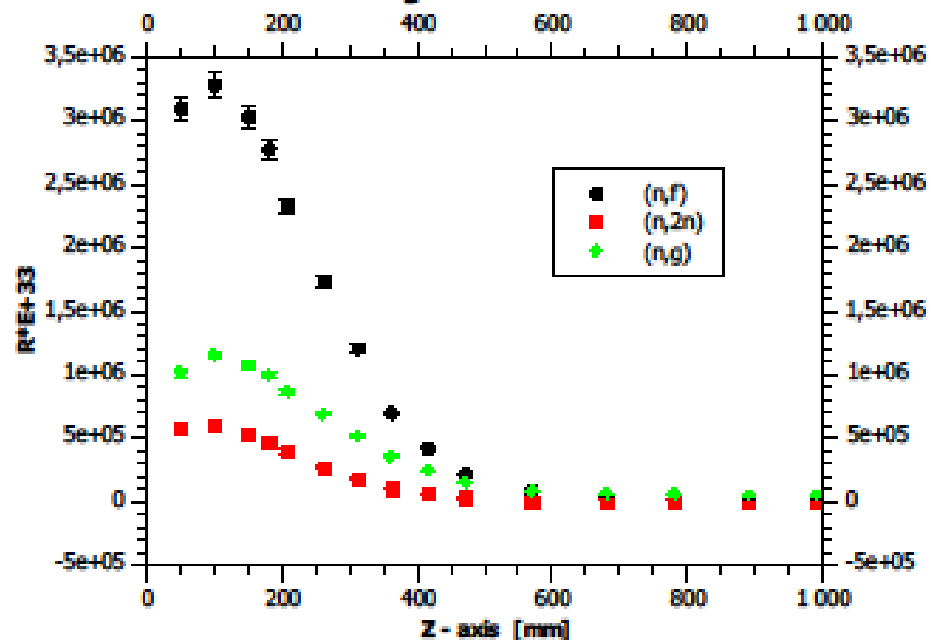 0 200 400 600 800 1 000
3,5e+06 3,5e+06
3e+06 3e+06
2,5e+06 2,5e+06
(n,f)
(n,2n)
2e+06 2e+06
(n,g)
R*E+33
1,5e+06 1,5e+06
1e+06 1e+06
5e+05 5e+05
0 0
-5e+05 -5e+05
0 200 400 600 800 1 000
Z - axis [mm]